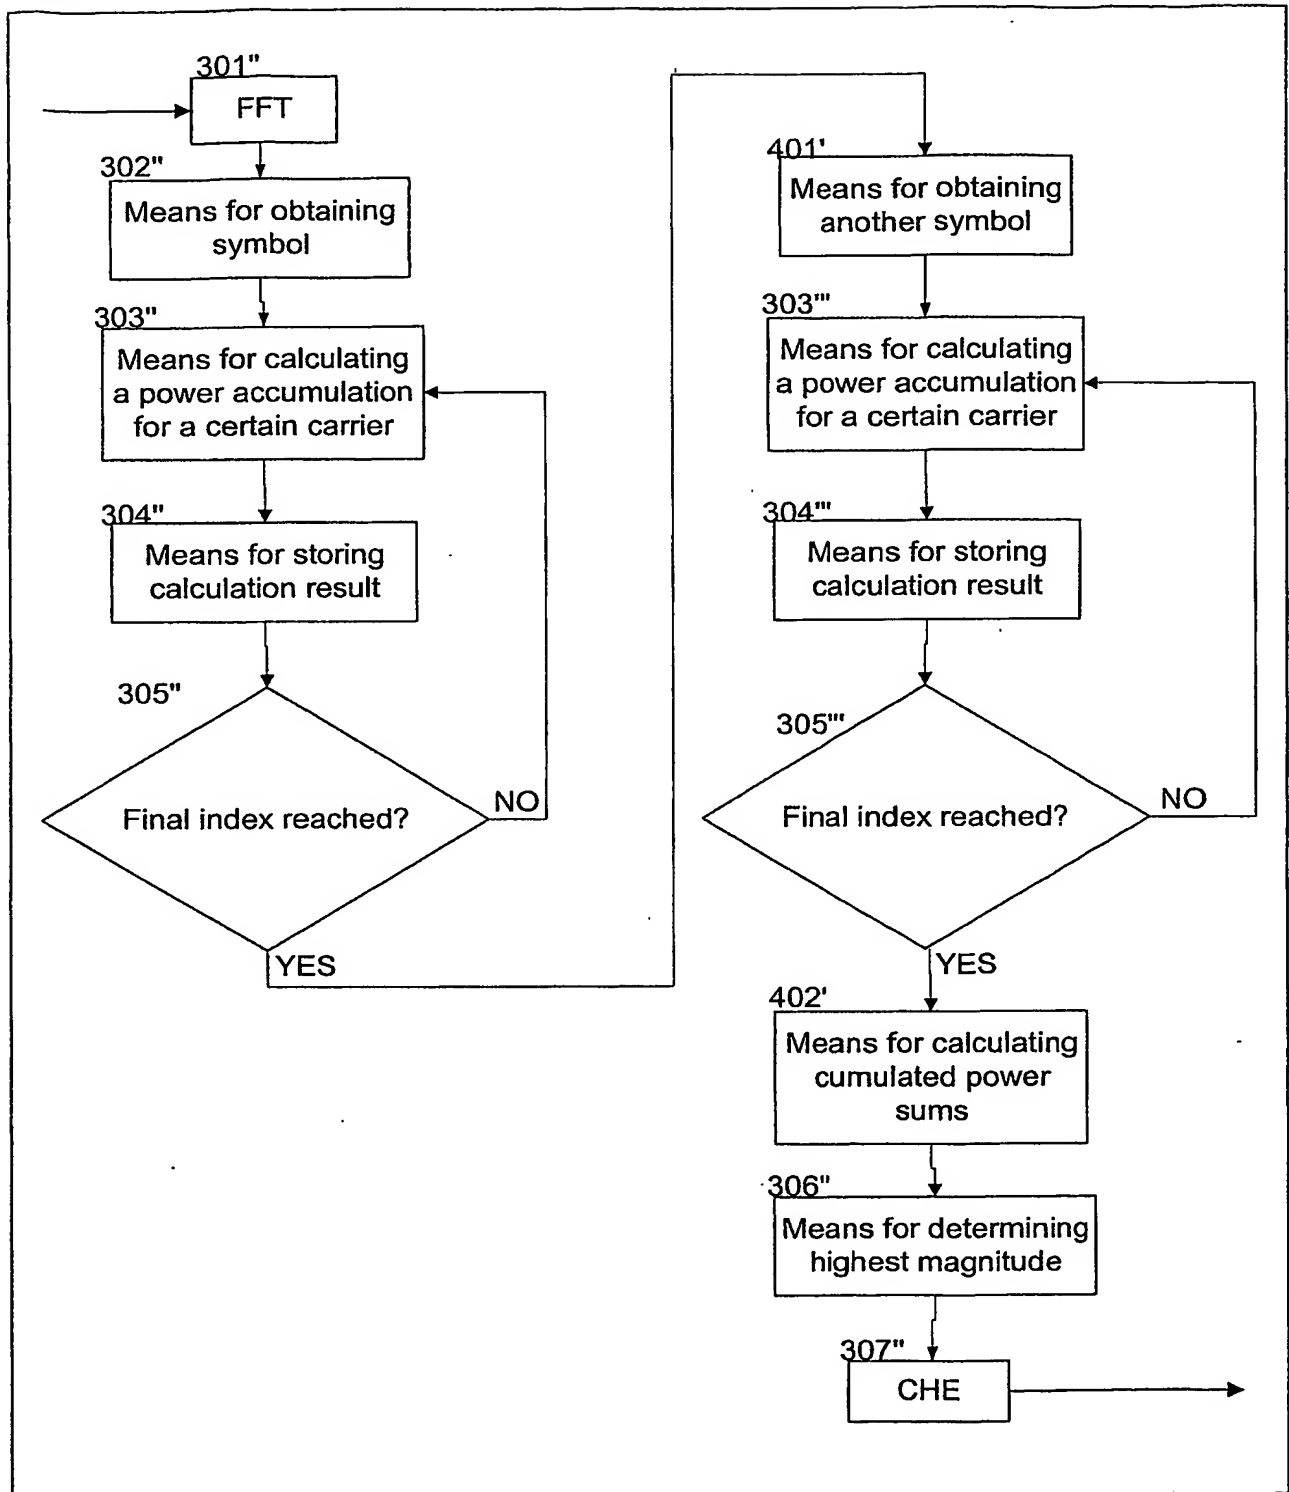 301"
FFT
302"
Means for obtaining
symbol
303"
Means for calculating
a power accumulation
for a certain carrier
304"
Means for storing
calculation result
305"
Final index reached?
NO
YES
401'
Means for obtaining
another symbol
303'"
Means for calculating
a power accumulation
for a certain carrier
304'"
Means for storing
calculation result
305'"
Final index reached?
NO
YES
402'
Means for calculating
cumulated power
sums
306"
Means for determining
highest magnitude
307"
CHE